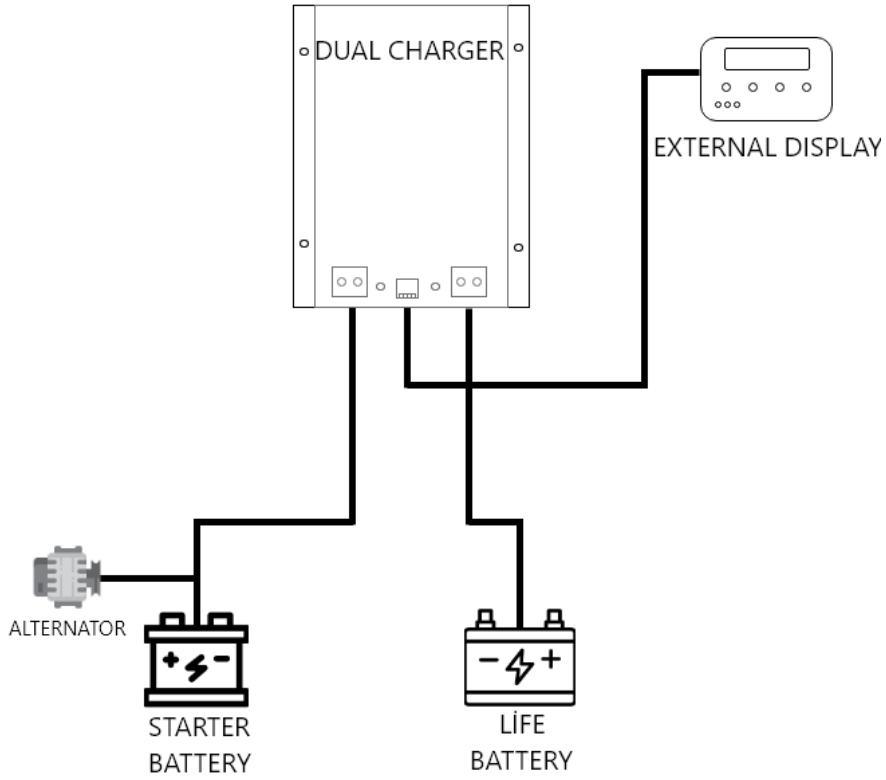 DUAL CHARGER
EXTERNAL DISPLAY
ALTERNATOR
STARTER
BATTERY
LİFE
BATTERY